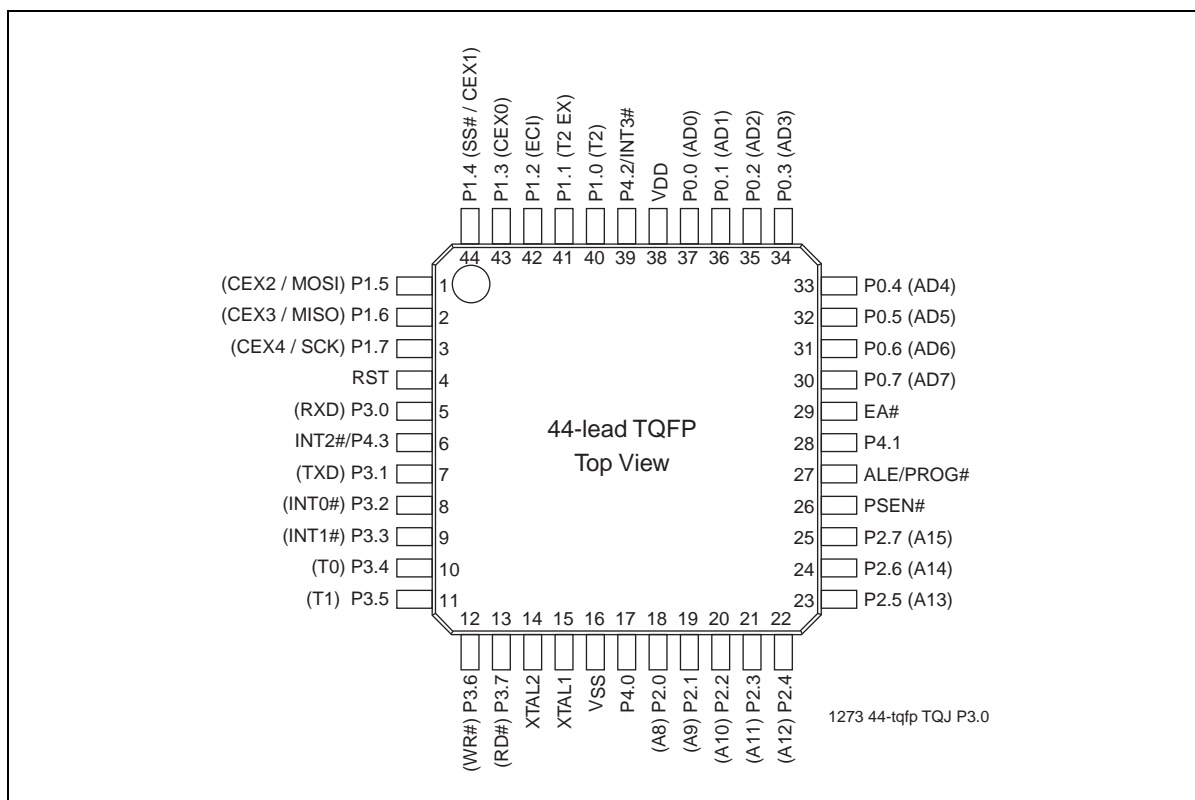 P1.4 (SS# / CEX1)
P1.3 (CEX0)
P1.2 (ECI)
P1.1 (T2 EX)
P1.0 (T2)
P4.2/INT3#
VDD
P0.0 (AD0)
P0.1 (AD1)
P0.2 (AD2)
P0.3 (AD3)
44 43 42 41 40 39 38 37 36 35 34
(CEX2 / MOSI) P1.5 1
(CEX3 / MISO) P1.6 2
(CEX4 / SCK) P1.7 3
RST 4
(RXD) P3.0 5
INT2#/P4.3 6
(TXD) P3.1 7
(INT0#) P3.2 8
(INT1#) P3.3 9
(T0) P3.4 10
(T1) P3.5 11
44-lead TQFP
Top View
33 P0.4 (AD4)
32 P0.5 (AD5)
31 P0.6 (AD6)
30 P0.7 (AD7)
29 EA#
28 P4.1
27 ALE/PROG#
26 PSEN#
25 P2.7 (A15)
24 P2.6 (A14)
23 P2.5 (A13)
12 13 14 15 16 17 18 19 20 21 22
(WR#) P3.6
(RD#) P3.7
XTAL2
XTAL1
VSS
P4.0
(A8) P2.0
(A9) P2.1
(A10) P2.2
(A11) P2.3
(A12) P2.4
1273 44-tqfp TQJ P3.0